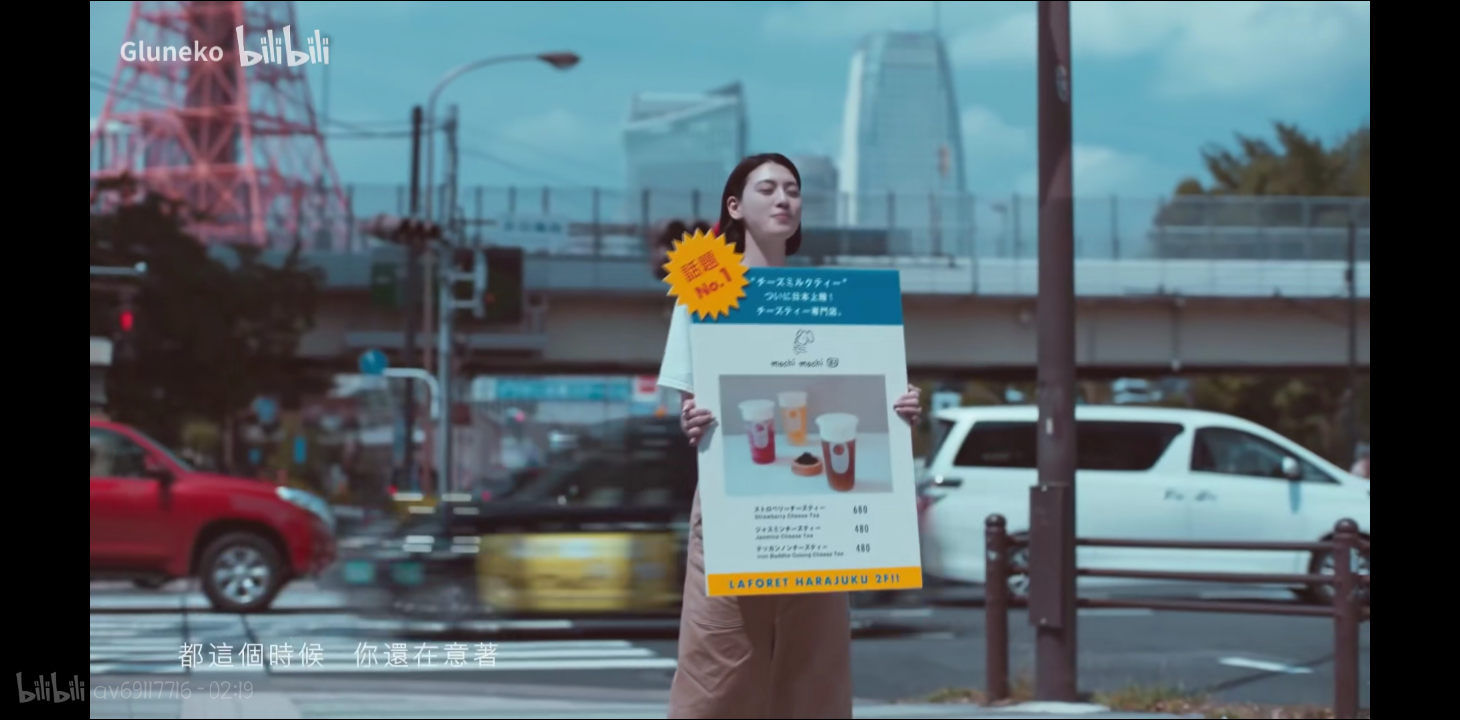 Gluneko bilibili
話題
No.1
"チーズミルクティー"
ついに日本上陸!
チーズティー専門店。
machi machi
ストロベリーチーズティー 680
Strawberry Cheese Tea
ジャスミンチーズティー 480
Jasmine Cheese Tea
テッカンノンチーズティー 480
Iron Buddha Oolong Cheese Tea
LAFORET HARAJUKU 2F!!
都這個時候 你還在意著
bilibili av69117716 - 02:19